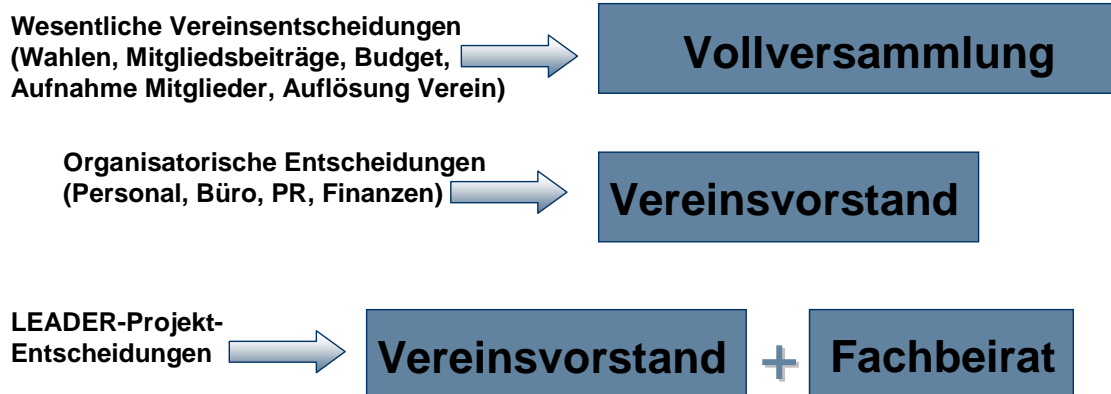 Wesentliche Vereinsentscheidungen
(Wahlen, Mitgliedsbeiträge, Budget,
Aufnahme Mitglieder, Auflösung Verein)
Vollversammlung
Organisatorische Entscheidungen
(Personal, Büro, PR, Finanzen)
Vereinsvorstand
LEADER-Projekt-
Entscheidungen
Vereinsvorstand + Fachbeirat